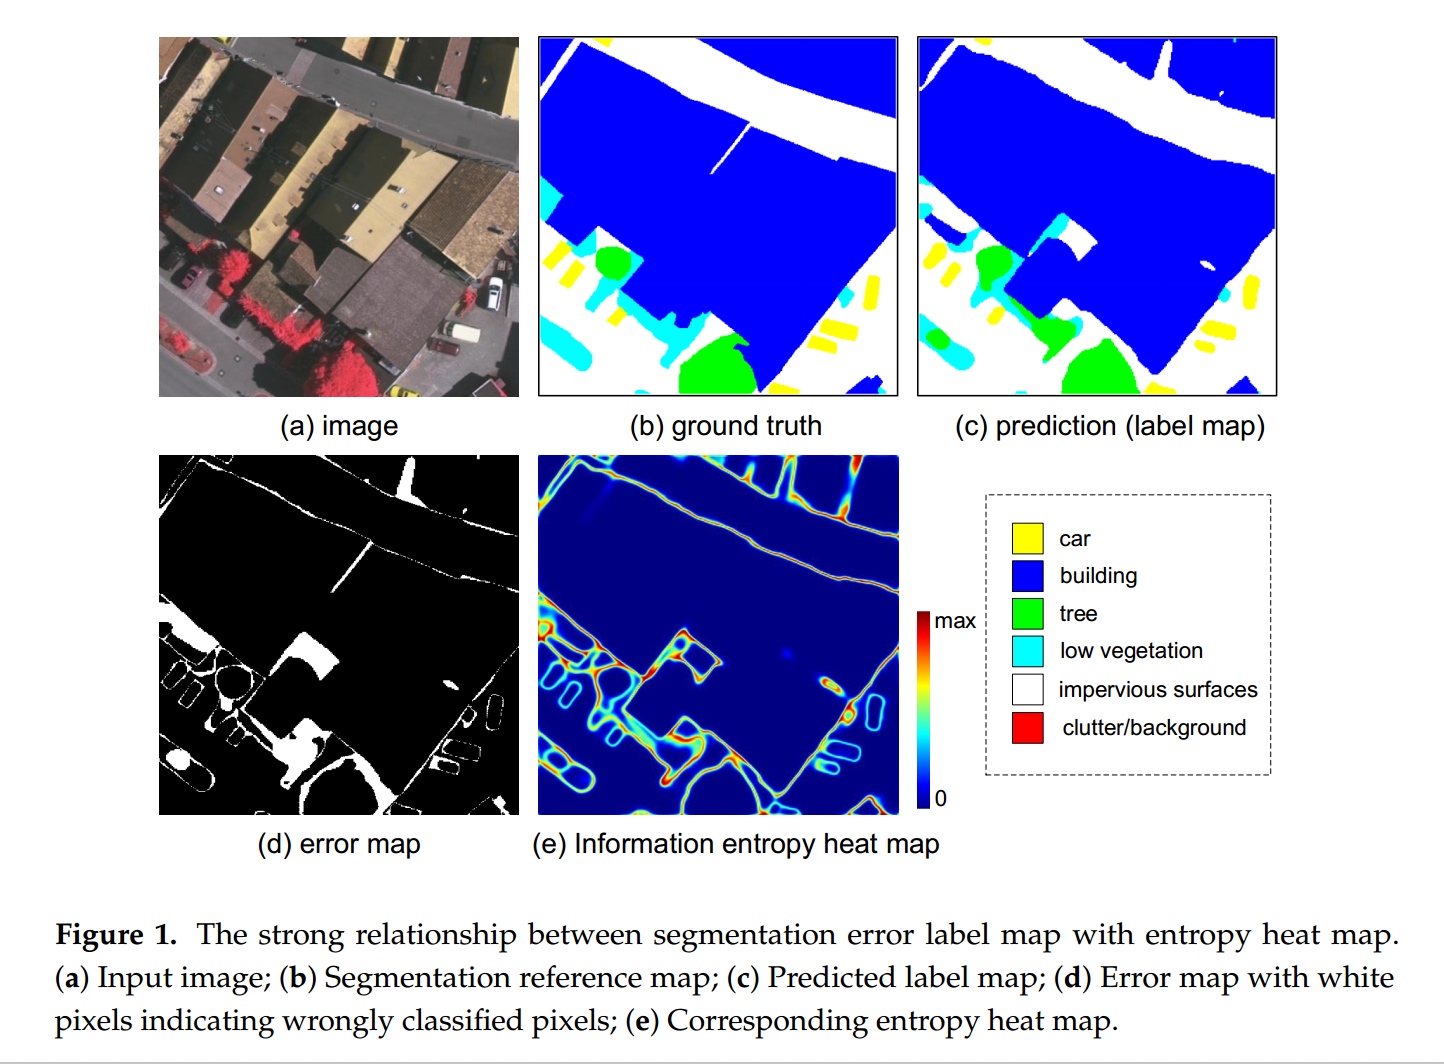 (a) image
(b) ground truth
(c) prediction (label map)
(d) error map
(e) Information entropy heat map
max
0
car
building
tree
low vegetation
impervious surfaces
clutter/background
Figure 1. The strong relationship between segmentation error label map with entropy heat map.
(a) Input image; (b) Segmentation reference map; (c) Predicted label map; (d) Error map with white
pixels indicating wrongly classified pixels; (e) Corresponding entropy heat map.